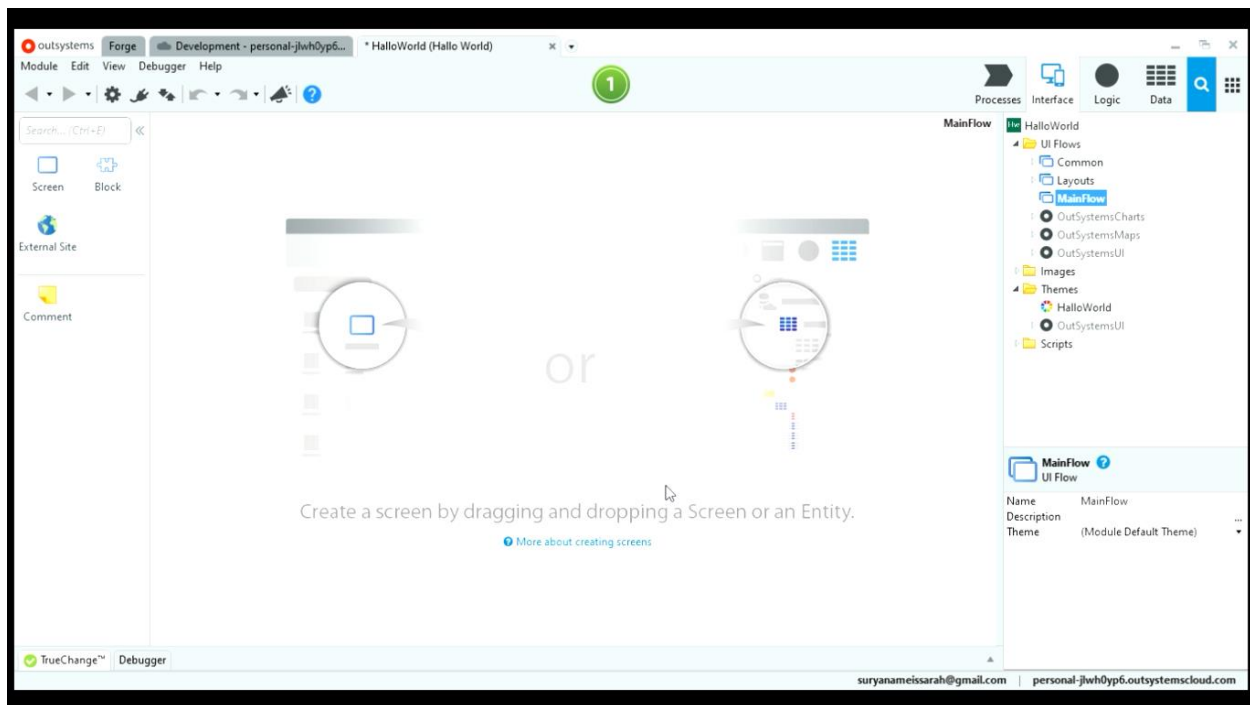 outsystems Forge Development - personal-jlwh0yp6... * HalloWorld (Hallo World)
Module Edit View Debugger Help
1
Processes Interface Logic Data
Search... (Ctrl+E)
Screen Block
External Site
Comment
MainFlow
or
Create a screen by dragging and dropping a Screen or an Entity.
More about creating screens
HalloWorld
UI Flows
Common
Layouts
MainFlow
OutSystemsCharts
OutSystemsMaps
OutSystemsUI
Images
Themes
HalloWorld
OutSystemsUI
Scripts
MainFlow
UI Flow
Name MainFlow
Description ...
Theme (Module Default Theme)
TrueChange™ Debugger
suryanameissarah@gmail.com | personal-jlwh0yp6.outsystemscloud.com